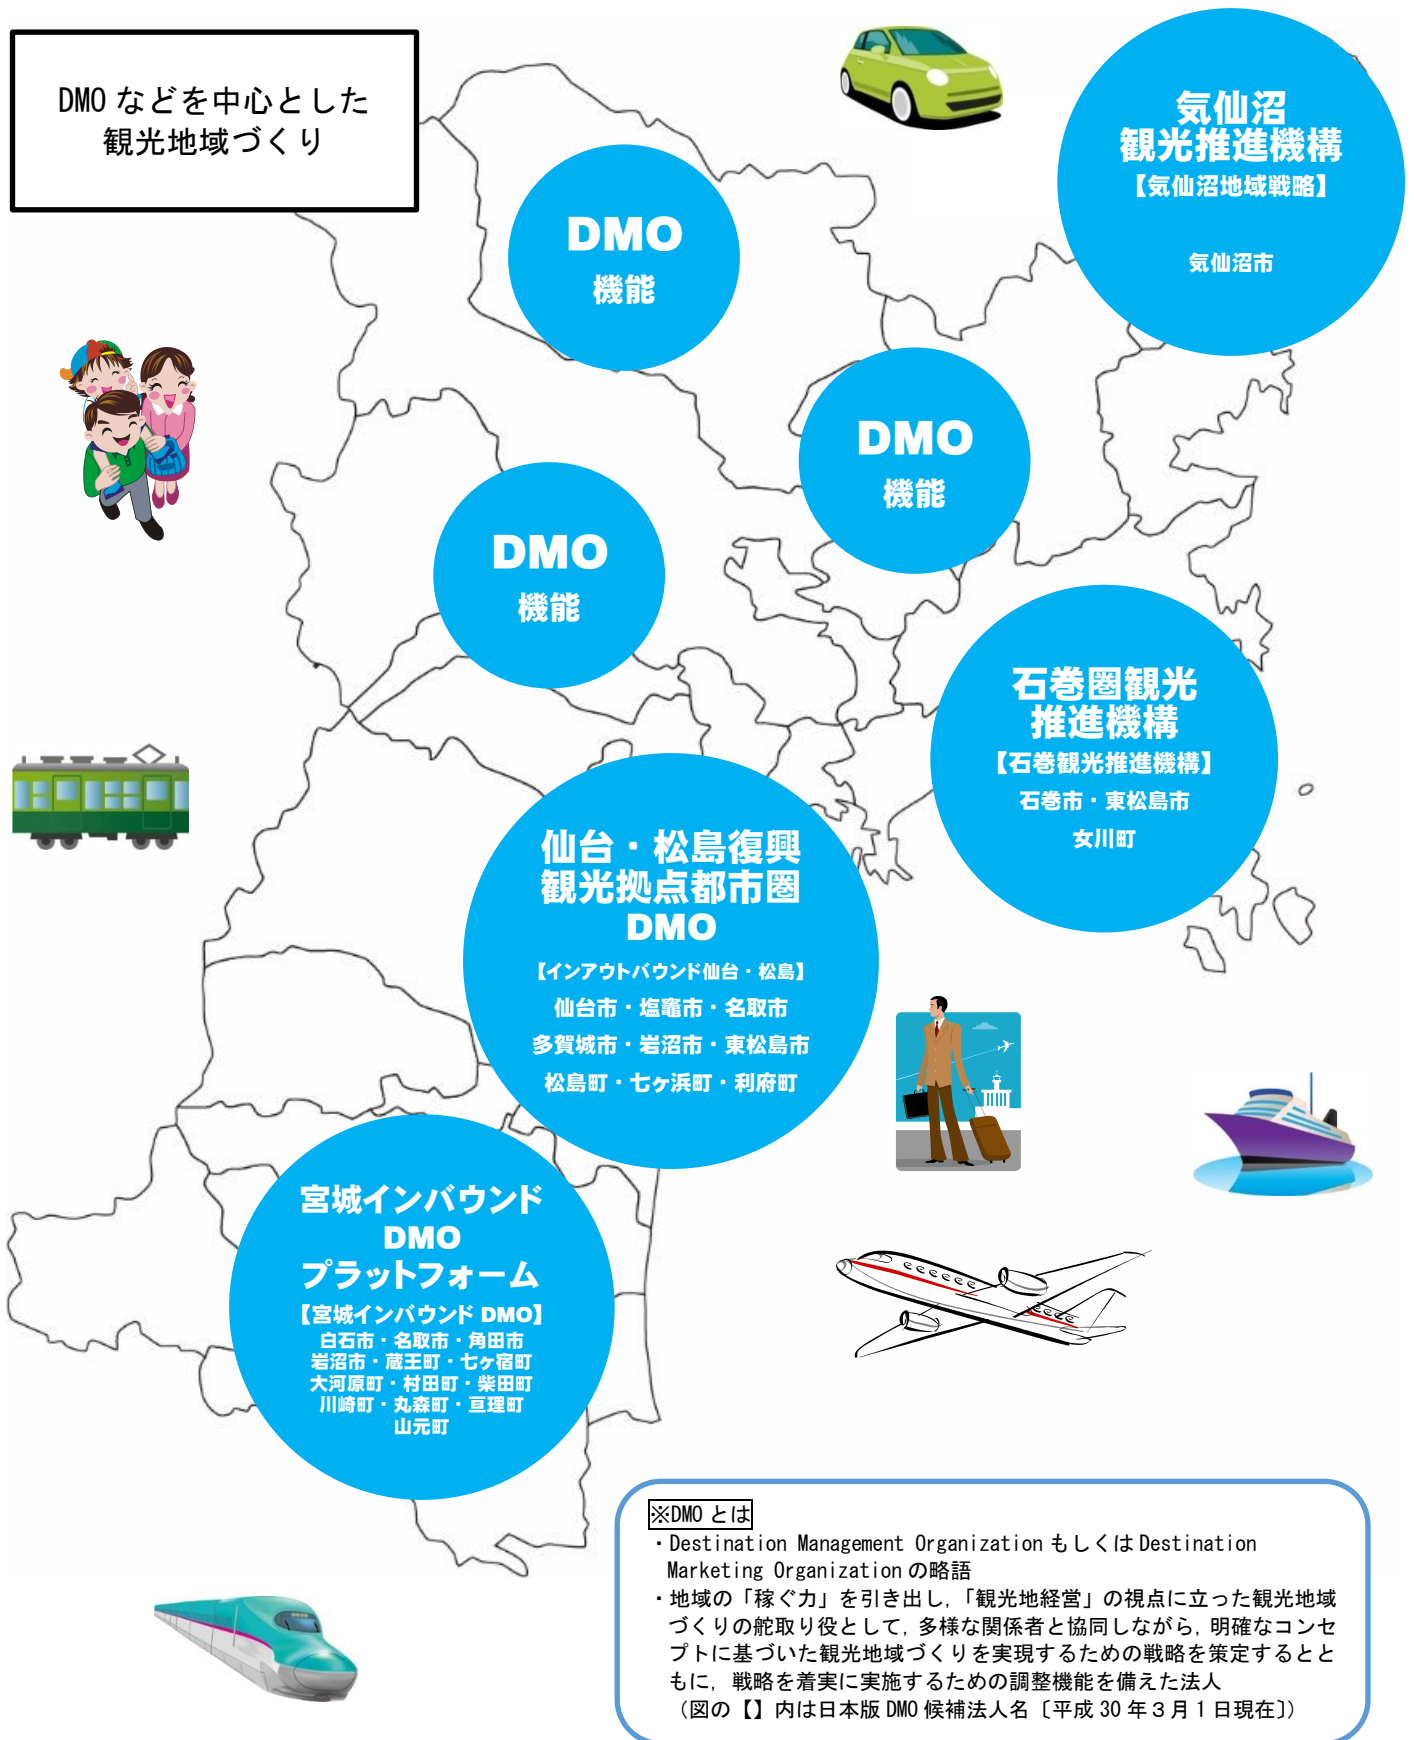 DMO などを中心とした
観光地域づくり
気仙沼
観光推進機構
【気仙沼地域戦略】
気仙沼市
DMO
機能
DMO
機能
DMO
機能
石巻圏観光
推進機構
【石巻観光推進機構】
石巻市・東松島市
女川町
仙台・松島復興
観光拠点都市圏
DMO
【インアウトバウンド仙台・松島】
仙台市・塩竈市・名取市
多賀城市・岩沼市・東松島市
松島町・七ヶ浜町・利府町
宮城インバウンド
DMO
プラットフォーム
【宮城インバウンド DMO】
白石市・名取市・角田市
岩沼市・蔵王町・七ヶ宿町
大河原町・村田町・柴田町
川崎町・丸森町・亘理町
山元町
※DMO とは
・Destination Management Organization もしくは Destination
Marketing Organization の略語
・地域の「稼ぐ力」を引き出し，「観光地経営」の視点に立った観光地域
づくりの舵取り役として，多様な関係者と協同しながら，明確なコンセ
プトに基づいた観光地域づくりを実現するための戦略を策定するとと
もに，戦略を着実に実施するための調整機能を備えた法人
（図の【】内は日本版 DMO 候補法人名〔平成 30 年３月１日現在〕）